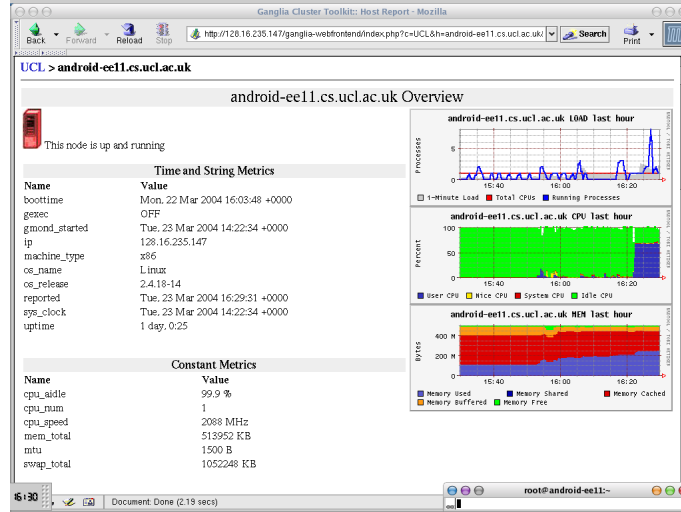 Ganglia Cluster Toolkit:: Host Report - Mozilla
Back Forward Reload Stop http://128.16.235.147/ganglia-webfrontend/index.php?c=UCL&h=android-ee11.cs.ucl.ac.uk& Search Print
UCL > android-ee11.cs.ucl.ac.uk
android-ee11.cs.ucl.ac.uk Overview
This node is up and running
Time and String Metrics
Name Value
boottime Mon, 22 Mar 2004 16:03:48 +0000
gexec OFF
gmond_started Tue, 23 Mar 2004 14:22:34 +0000
ip 128.16.235.147
machine_type x86
os_name Linux
os_release 2.4.18-14
reported Tue, 23 Mar 2004 16:29:31 +0000
sys_clock Tue, 23 Mar 2004 14:22:34 +0000
uptime 1 day, 0:25
Constant Metrics
Name Value
cpu_aidle 99.9 %
cpu_num 1
cpu_speed 2088 MHz
mem_total 513952 KB
mtu 1500 B
swap_total 1052248 KB
android-ee11.cs.ucl.ac.uk LOAD last hour
Processes
5
0
15:40 16:00 16:20
1-Minute Load Total CPUs Running Processes
android-ee11.cs.ucl.ac.uk CPU last hour
Percent
100
50
0
15:40 16:00 16:20
User CPU Nice CPU System CPU Idle CPU
android-ee11.cs.ucl.ac.uk MEM last hour
Bytes
400 M
200 M
0
15:40 16:00 16:20
Memory Used Memory Shared Memory Cached
Memory Buffered Memory Free
16:30
Document: Done (2.19 secs)
root@android-ee11:~